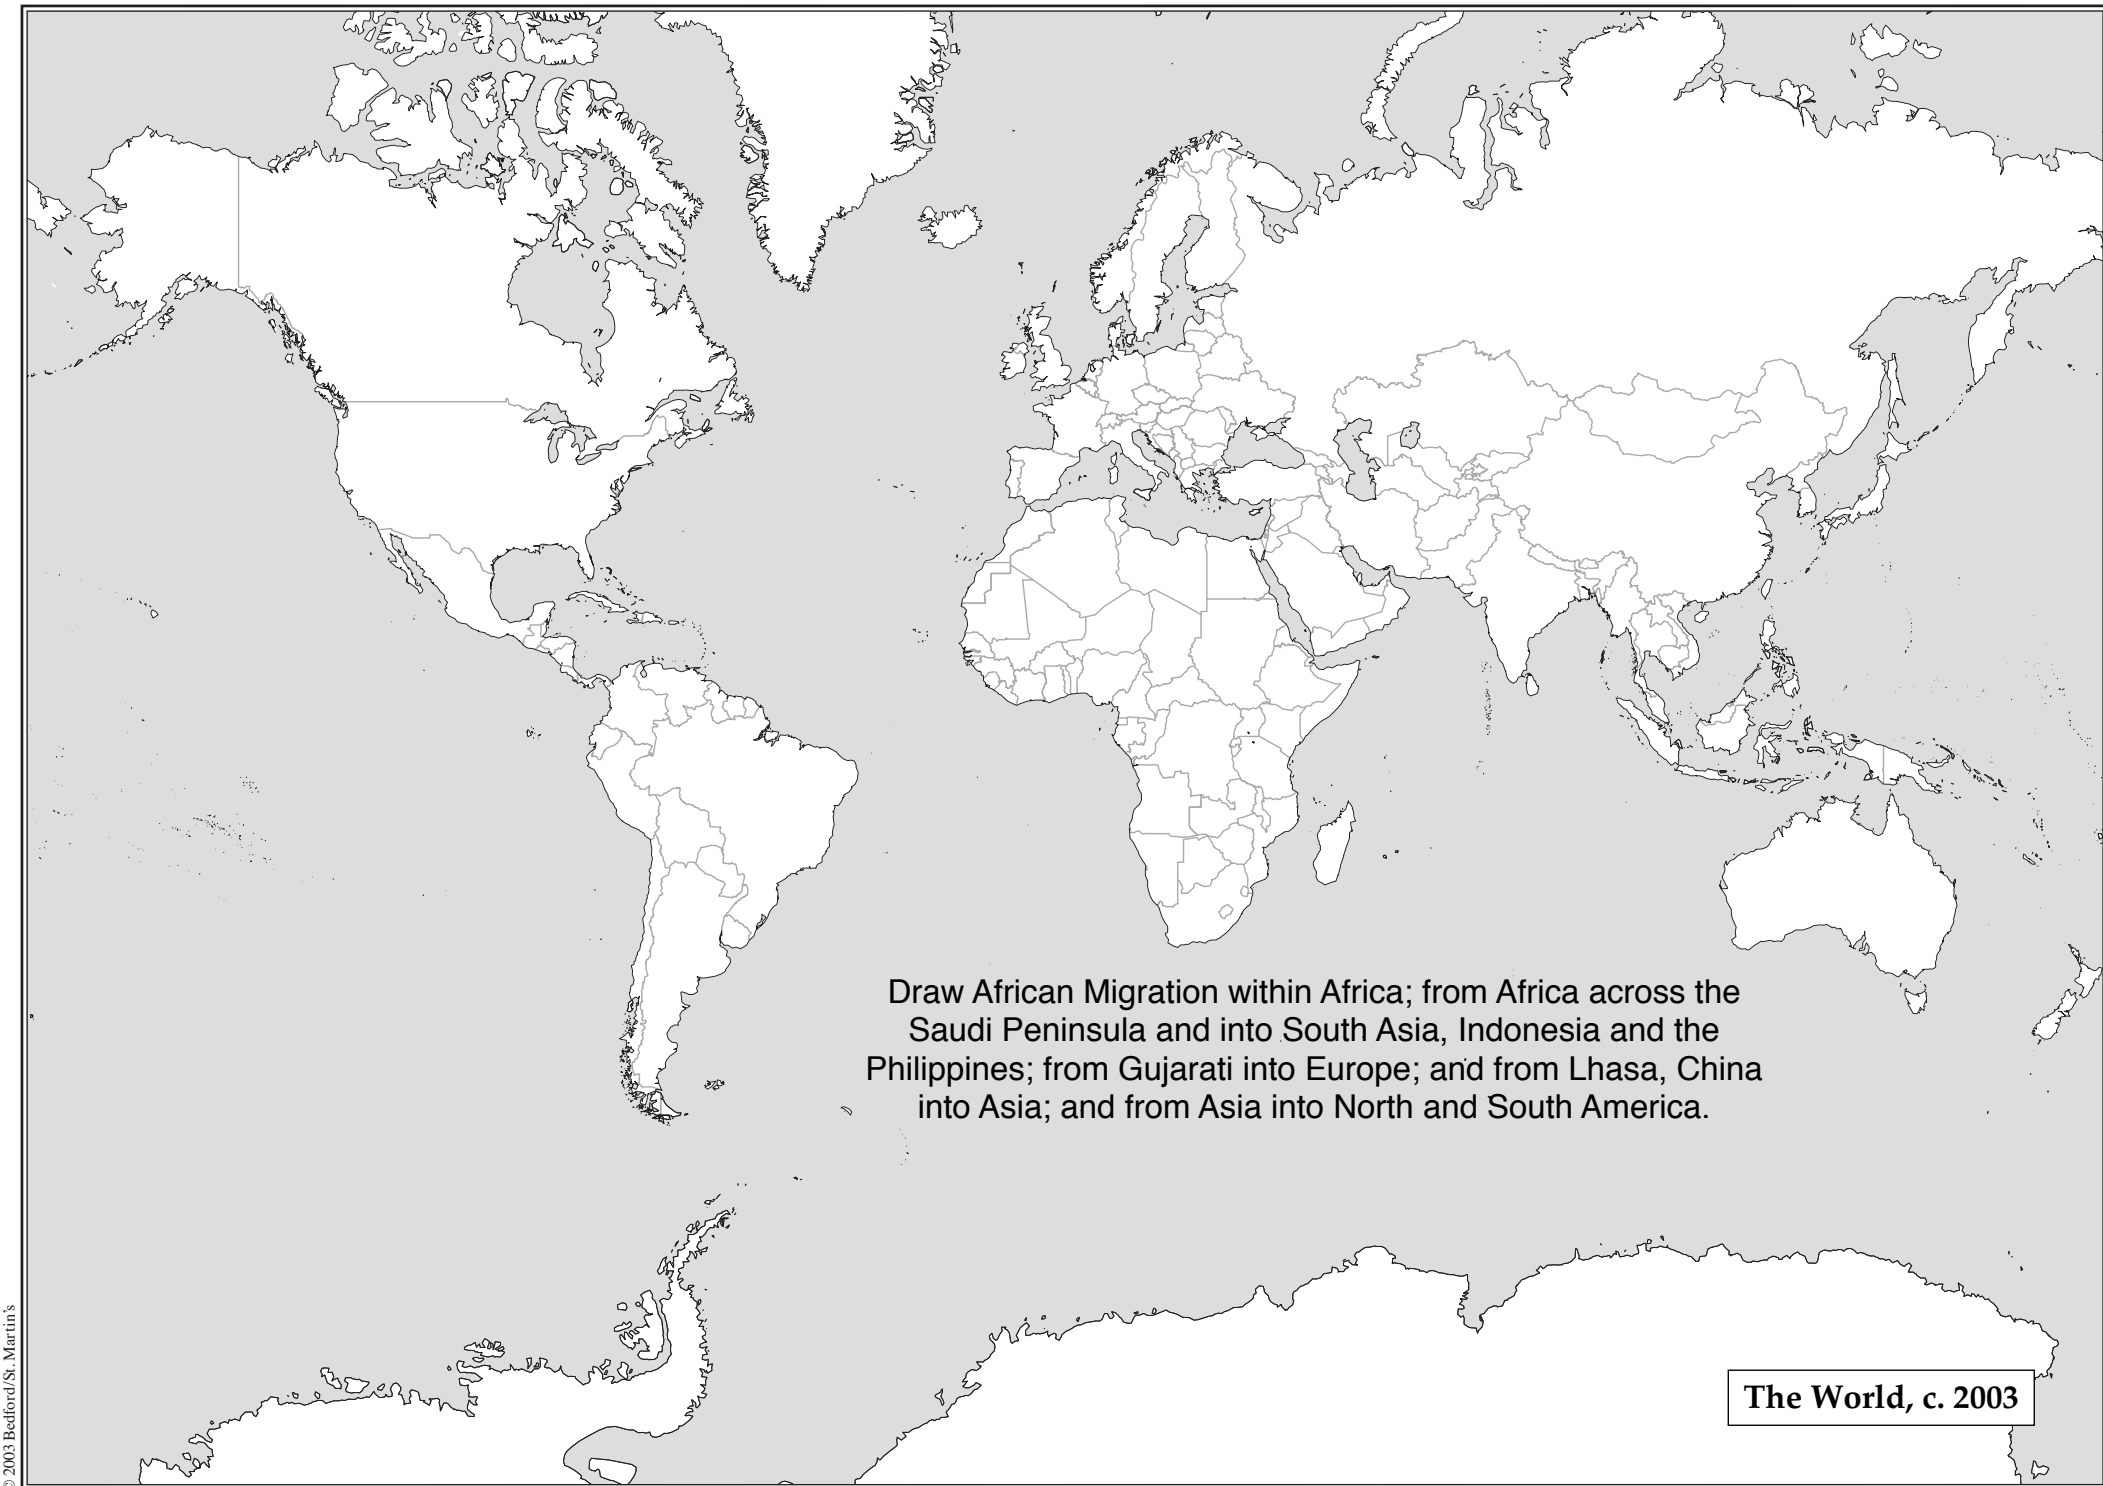 Draw African Migration within Africa; from Africa across the
Saudi Peninsula and into South Asia, Indonesia and the
Philippines; from Gujarati into Europe; and from Lhasa, China
into Asia; and from Asia into North and South America.
The World, c. 2003
© 2003 Bedford/St. Martin's